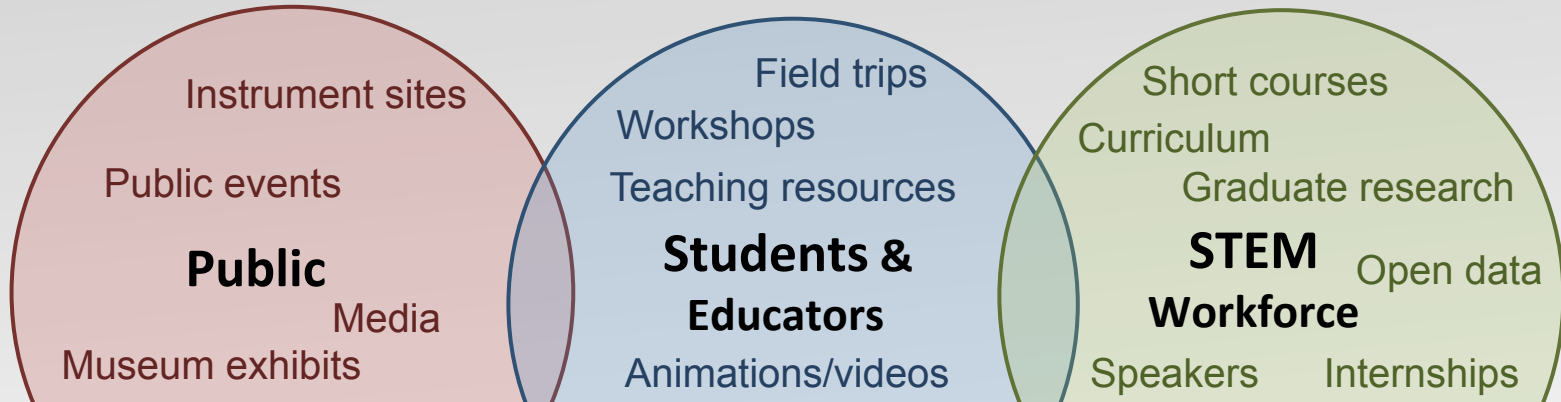 Instrument sites
Public events
Public
Media
Museum exhibits
Field trips
Workshops
Teaching resources
Students &
Educators
Animations/videos
Short courses
Curriculum
Graduate research
STEM
Open data
Workforce
Speakers
Internships